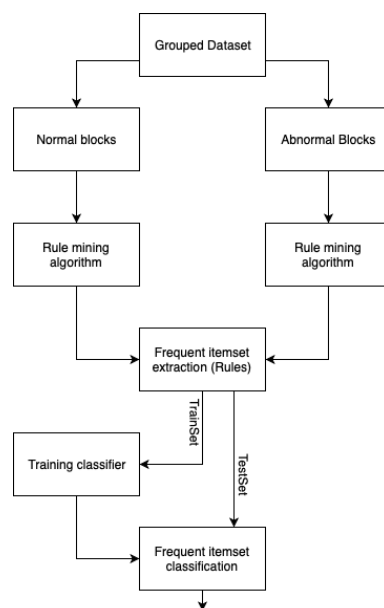 Grouped Dataset
Normal blocks
Abnormal Blocks
Rule mining
algorithm
Rule mining
algorithm
Frequent itemset
extraction (Rules)
TrainSet
TestSet
Training classifier
Frequent itemset
classification